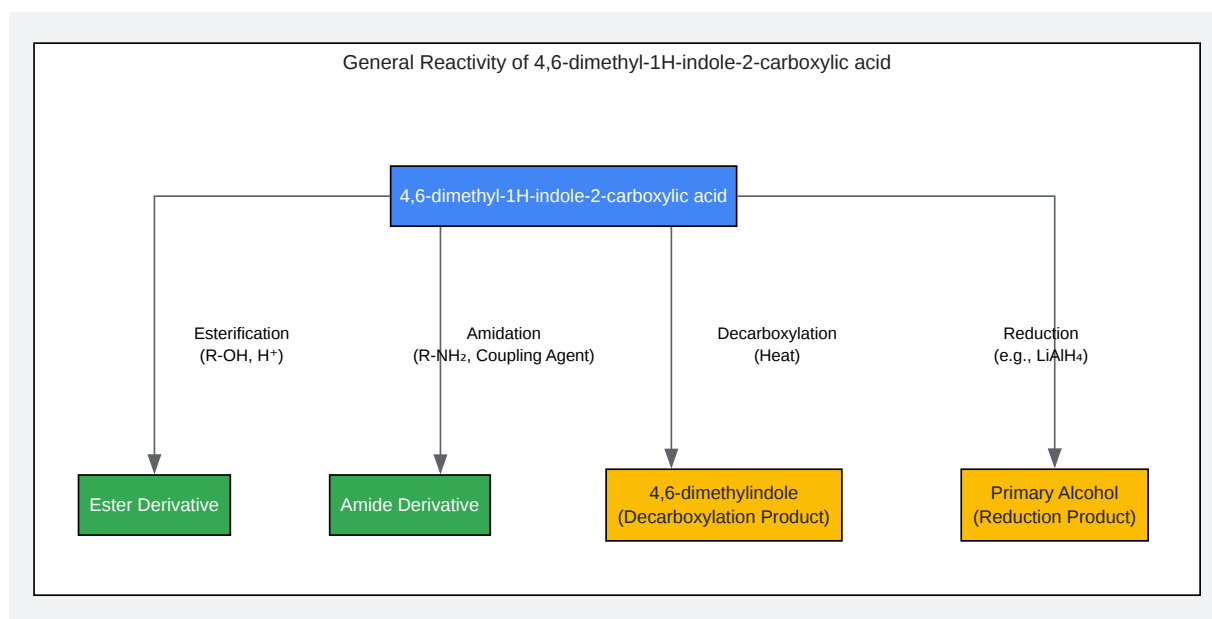 General Reactivity of 4,6-dimethyl-1H-indole-2-carboxylic acid
4,6-dimethyl-1H-indole-2-carboxylic acid
Esterification
(R-OH, H⁺)
Amidation
(R-NH₂, Coupling Agent)
Decarboxylation
(Heat)
Reduction
(e.g., LiAlH₄)
Ester Derivative
Amide Derivative
4,6-dimethylindole
(Decarboxylation Product)
Primary Alcohol
(Reduction Product)